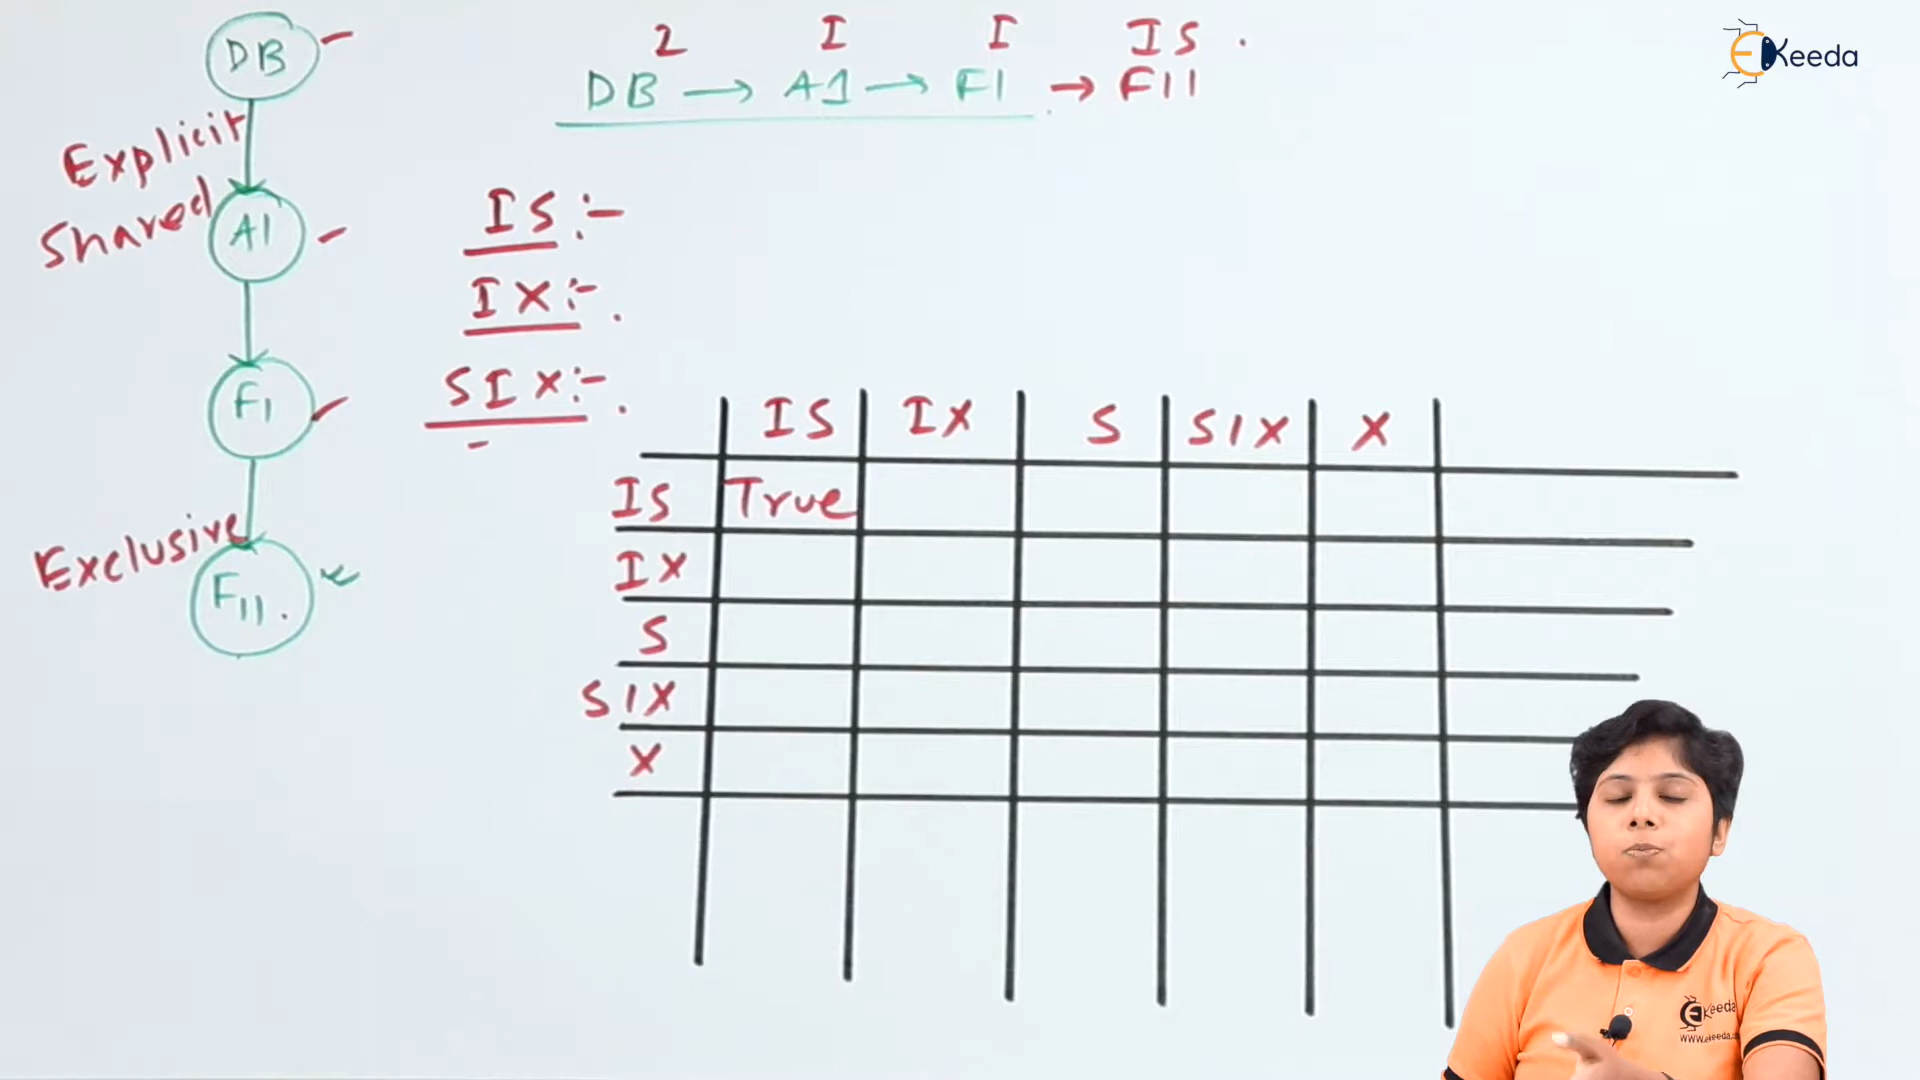 DB
Explicit
Shared
A1
F1
Exclusive
F11.
I I IS .
DB → A1 → F1 → F11
IS :-
IX :- .
SIX :- .
IS IX S SIX X
IS True
IX
S
SIX
X
Keeda
Keeda